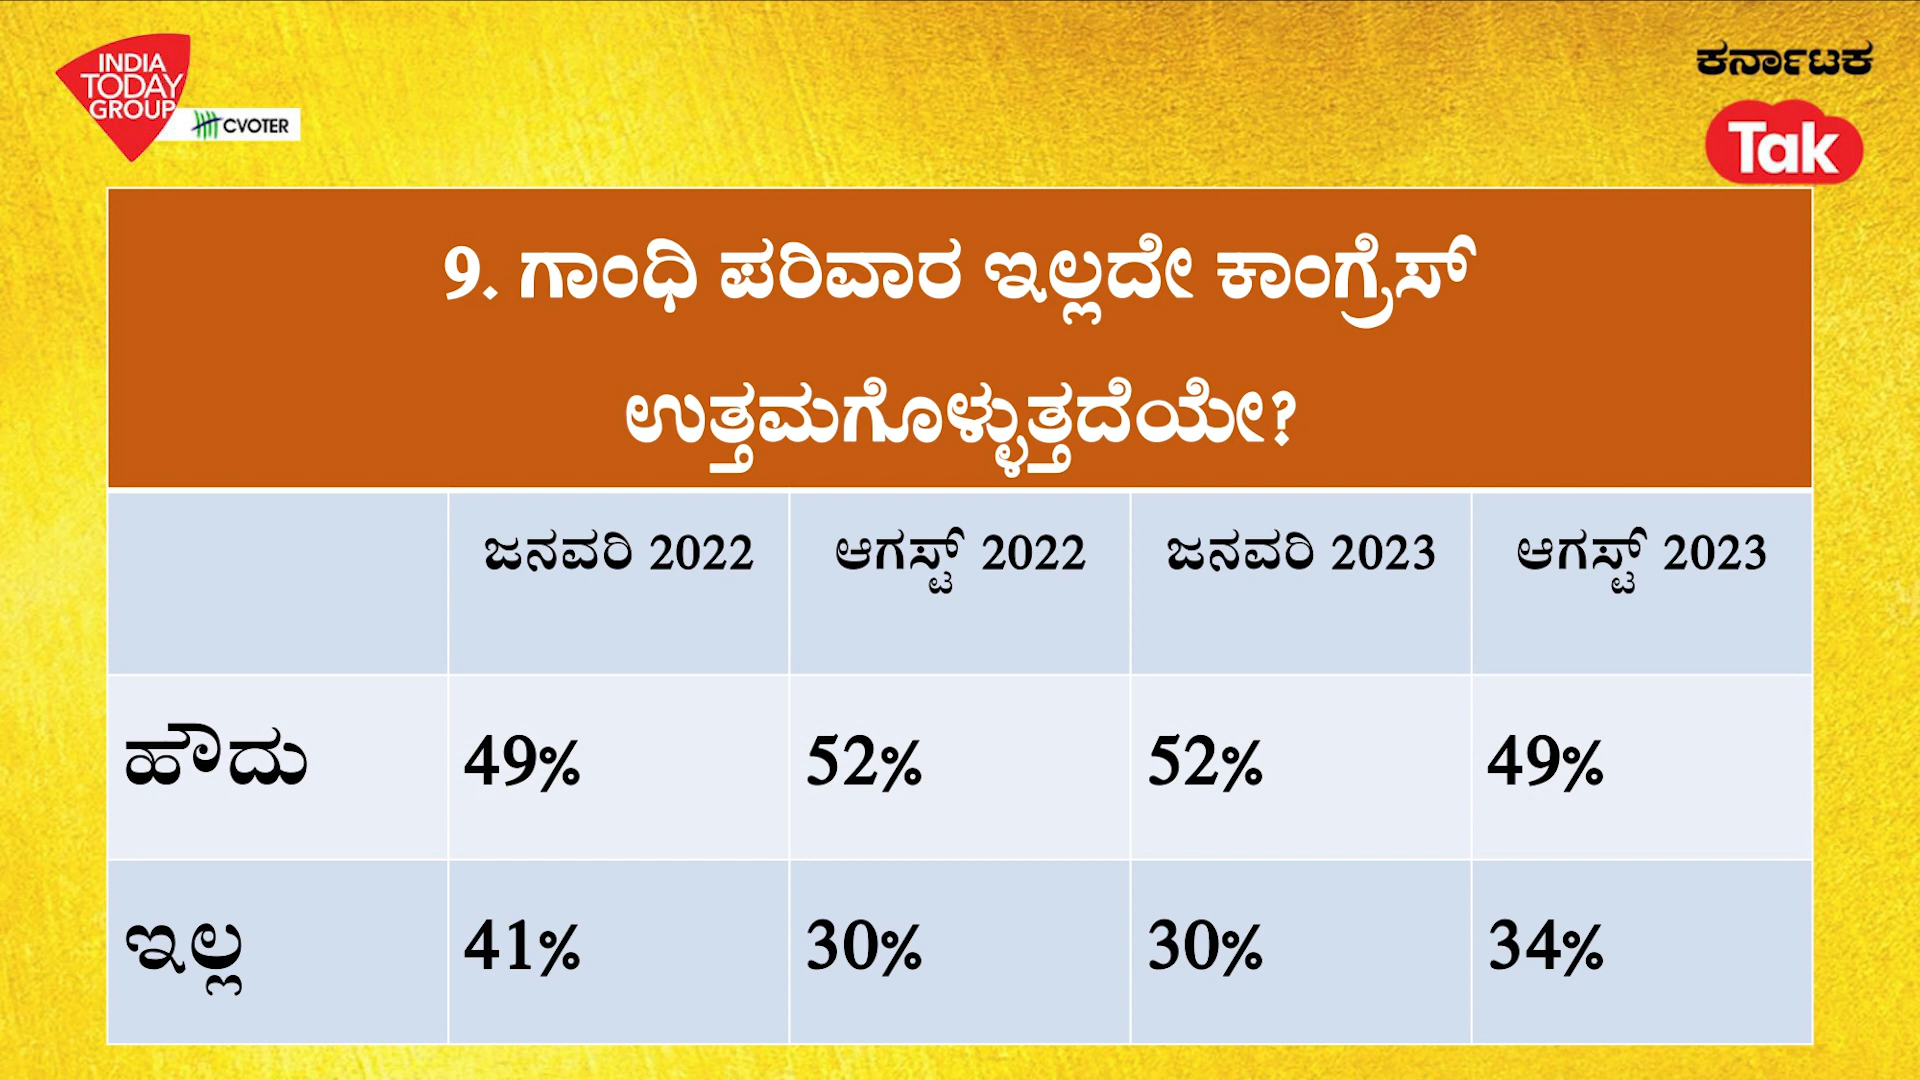 INDIA
TODAY
GROUP
CVOTER
ಕರ್ನಾಟಕ
Tak
9. ಗಾಂಧಿ ಪರಿವಾರ ಇಲ್ಲದೇ ಕಾಂಗ್ರೆಸ್
ಉತ್ತಮಗೊಳ್ಳುತ್ತದೆಯೇ?
ಜನವರಿ 2022 ಆಗಸ್ಟ್ 2022 ಜನವರಿ 2023 ಆಗಸ್ಟ್ 2023
ಹೌದು 49% 52% 52% 49%
ಇಲ್ಲ 41% 30% 30% 34%